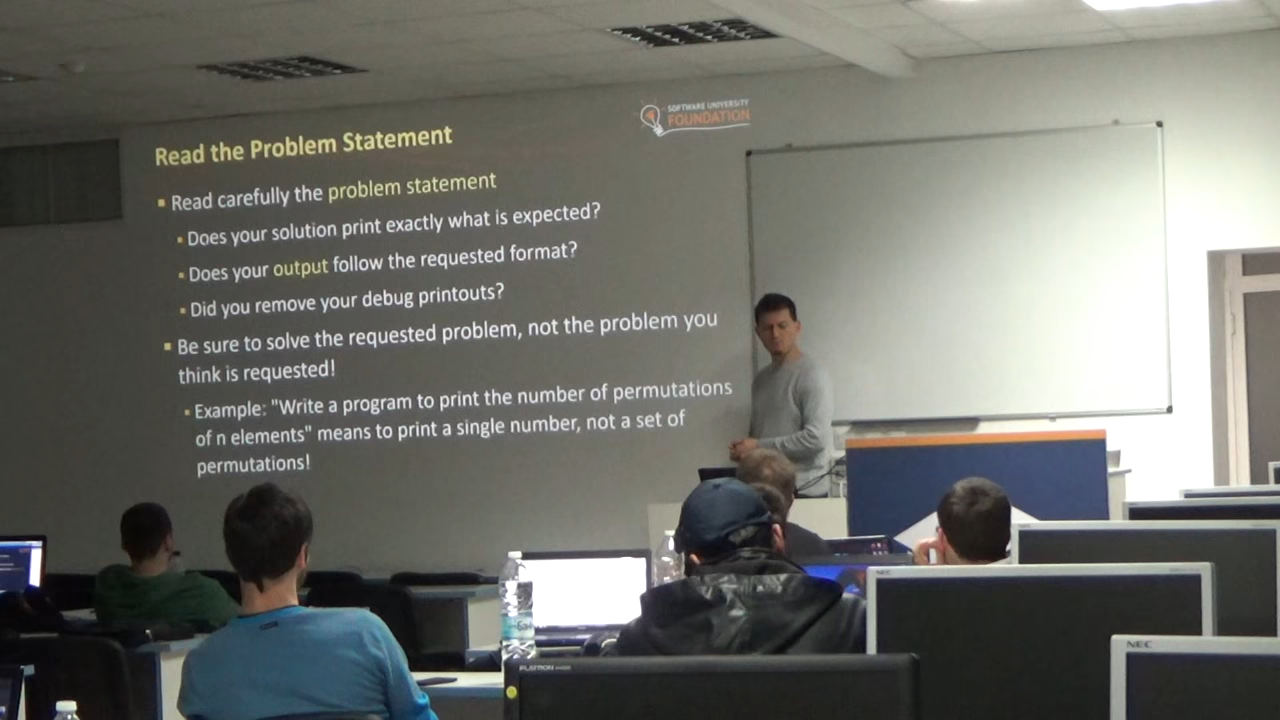 SOFTWARE UNIVERSITY
FOUNDATION
Read the Problem Statement
▪ Read carefully the problem statement
▪ Does your solution print exactly what is expected?
▪ Does your output follow the requested format?
▪ Did you remove your debug printouts?
▪ Be sure to solve the requested problem, not the problem you
think is requested!
▪ Example: "Write a program to print the number of permutations
of n elements" means to print a single number, not a set of
permutations!
NEC
NEC